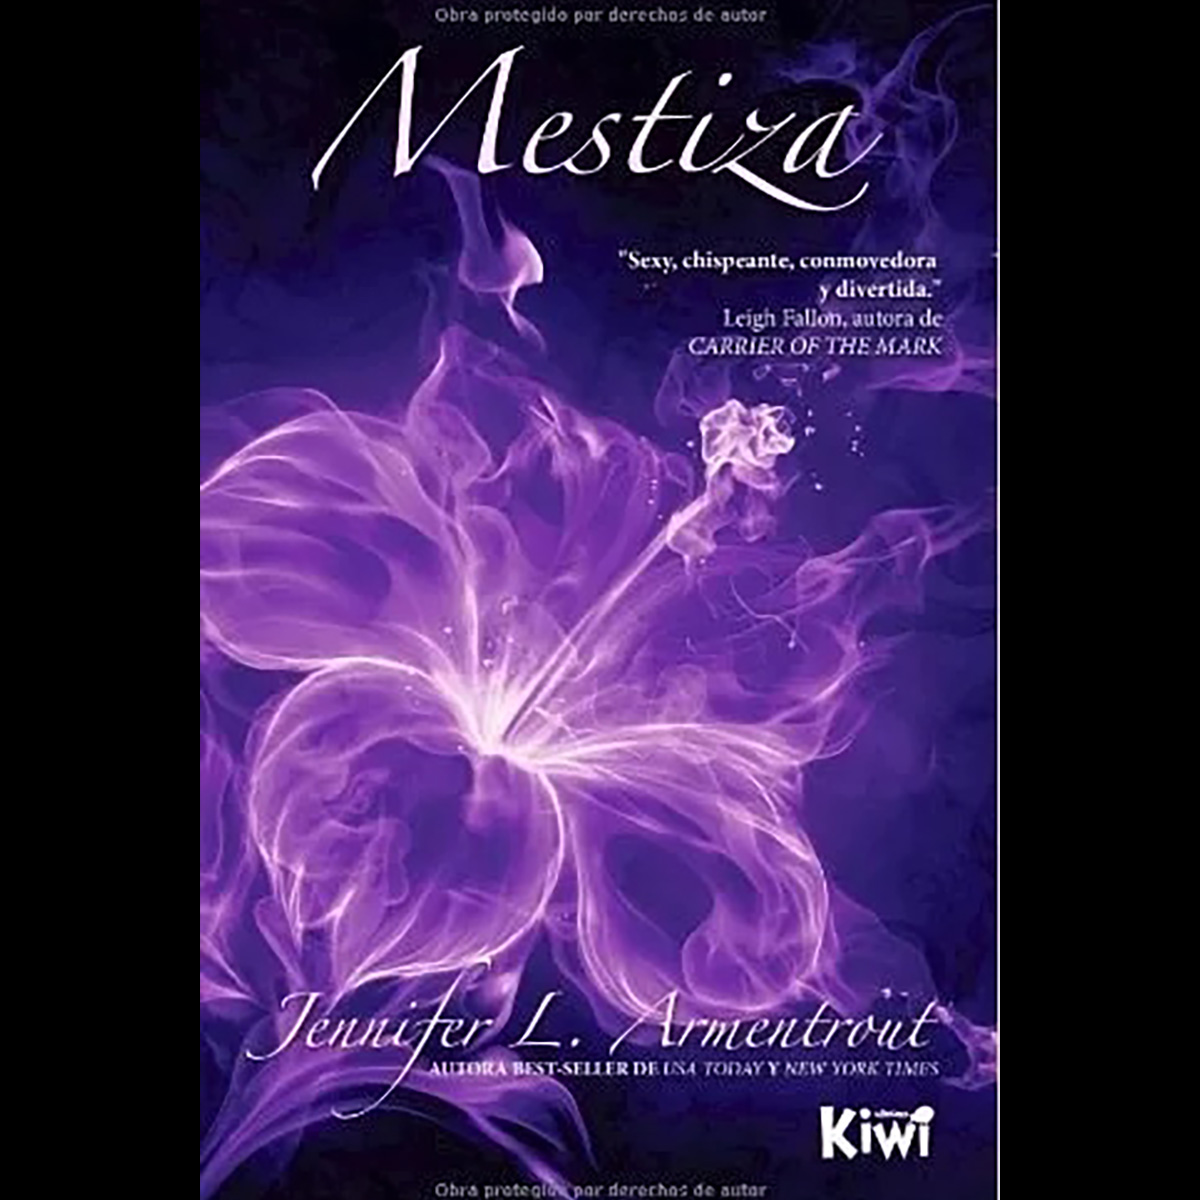 Obra protegido por derechos de autor
Mestiza
"Sexy, chispeante, conmovedora
y divertida."
Leigh Fallon, autora de
CARRIER OF THE MARK
Jennifer L. Armentrout
AUTORA BEST-SELLER DE USA TODAY Y NEW YORK TIMES
Kiwi
Obra protegido por derechos de autor